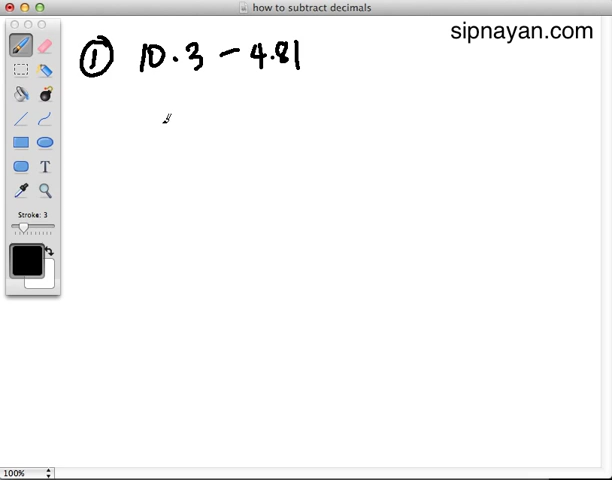 how to subtract decimals
sipnayan.com
① 10.3 - 4.81
T
Stroke: 3
100%